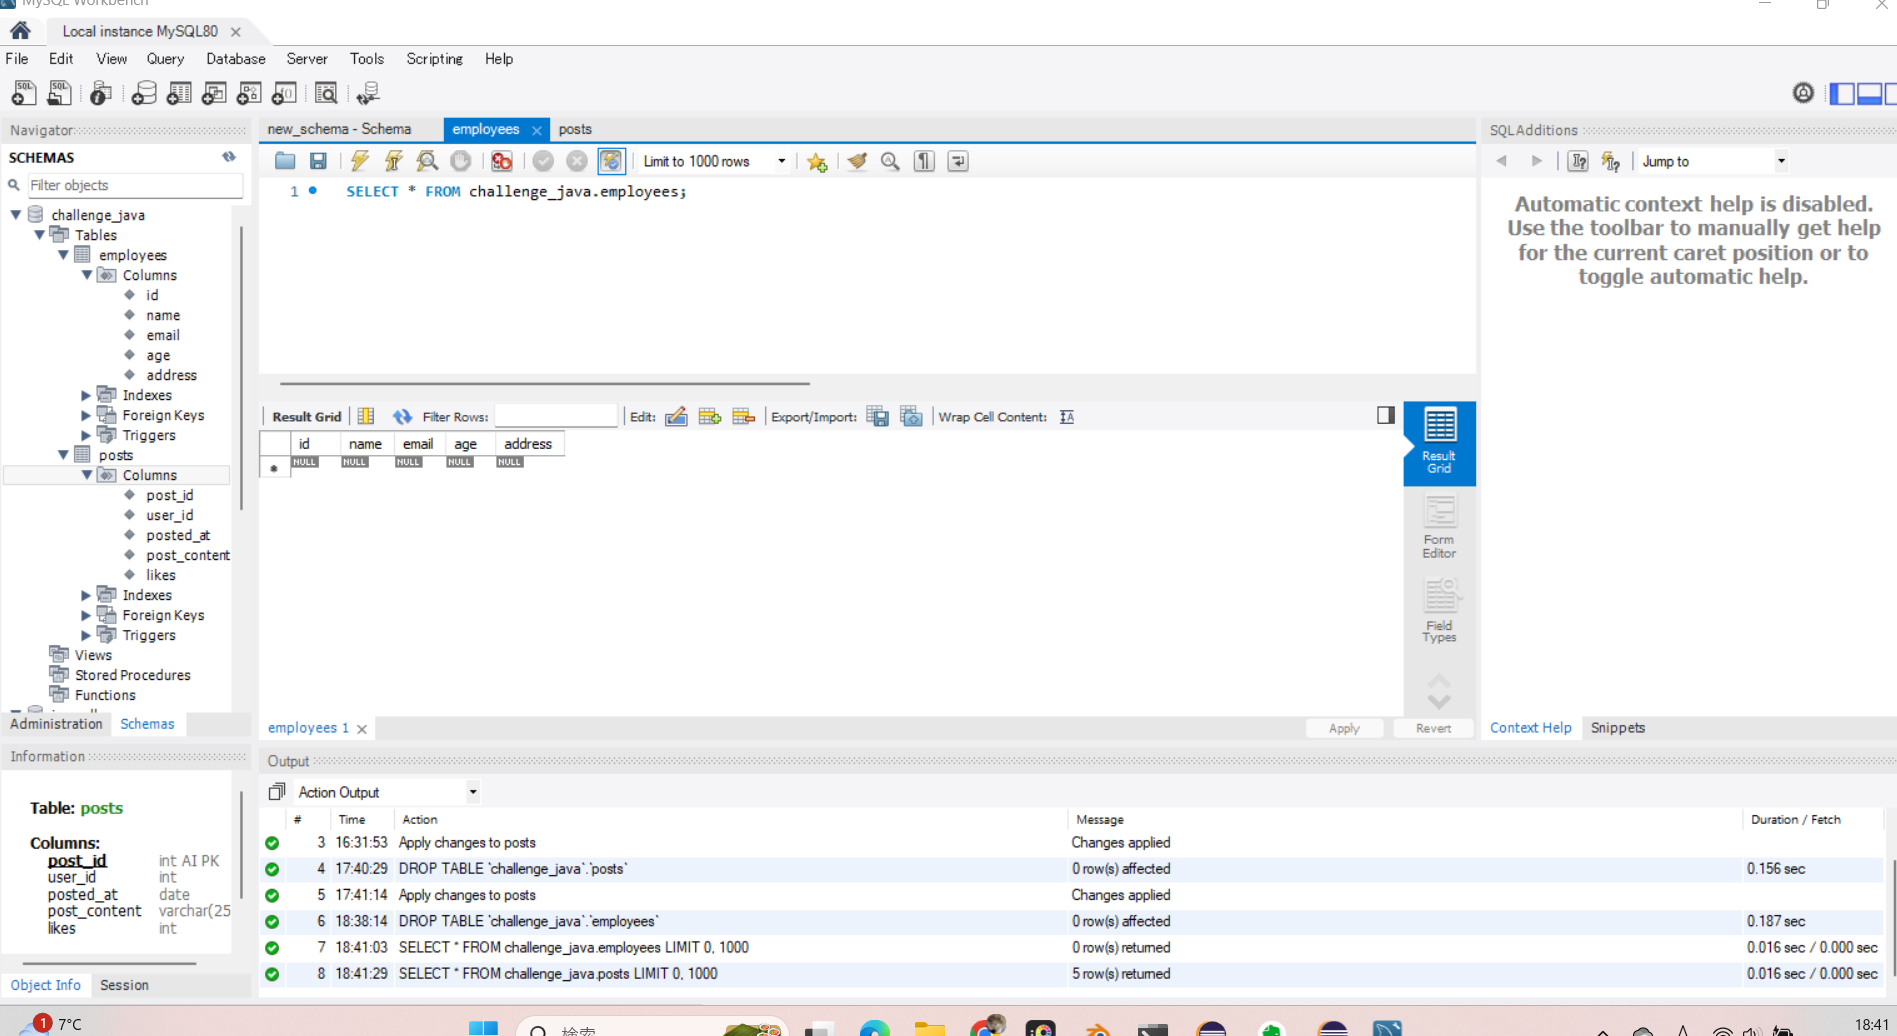 MySQL Workbench
Local instance MySQL80
File Edit View Query Database Server Tools Scripting Help
Navigator
SCHEMAS
Filter objects
challenge_java
Tables
employees
Columns
id
name
email
age
address
Indexes
Foreign Keys
Triggers
posts
Columns
post_id
user_id
posted_at
post_content
likes
Indexes
Foreign Keys
Triggers
Views
Stored Procedures
Functions
Administration Schemas
Information
Table: posts
Columns:
post_id int AI PK
user_id int
posted_at date
post_content varchar(25
likes int
Object Info Session
new_schema - Schema employees posts
Limit to 1000 rows
1 SELECT * FROM challenge_java.employees;
Result Grid Filter Rows: Edit: Export/Import: Wrap Cell Content:
id name email age address
NULL NULL NULL NULL NULL
Result Grid
Form Editor
Field Types
employees 1 Apply Revert
SQLAdditions
Jump to
Automatic context help is disabled.
Use the toolbar to manually get help
for the current caret position or to
toggle automatic help.
Context Help Snippets
Output
Action Output
# Time Action Message Duration / Fetch
3 16:31:53 Apply changes to posts Changes applied
4 17:40:29 DROP TABLE `challenge_java`.`posts` 0 row(s) affected 0.156 sec
5 17:41:14 Apply changes to posts Changes applied
6 18:38:14 DROP TABLE `challenge_java`.`employees` 0 row(s) affected 0.187 sec
7 18:41:03 SELECT * FROM challenge_java.employees LIMIT 0, 1000 0 row(s) returned 0.016 sec / 0.000 sec
8 18:41:29 SELECT * FROM challenge_java.posts LIMIT 0, 1000 5 row(s) returned 0.016 sec / 0.000 sec
1 7°C
検索
18:41